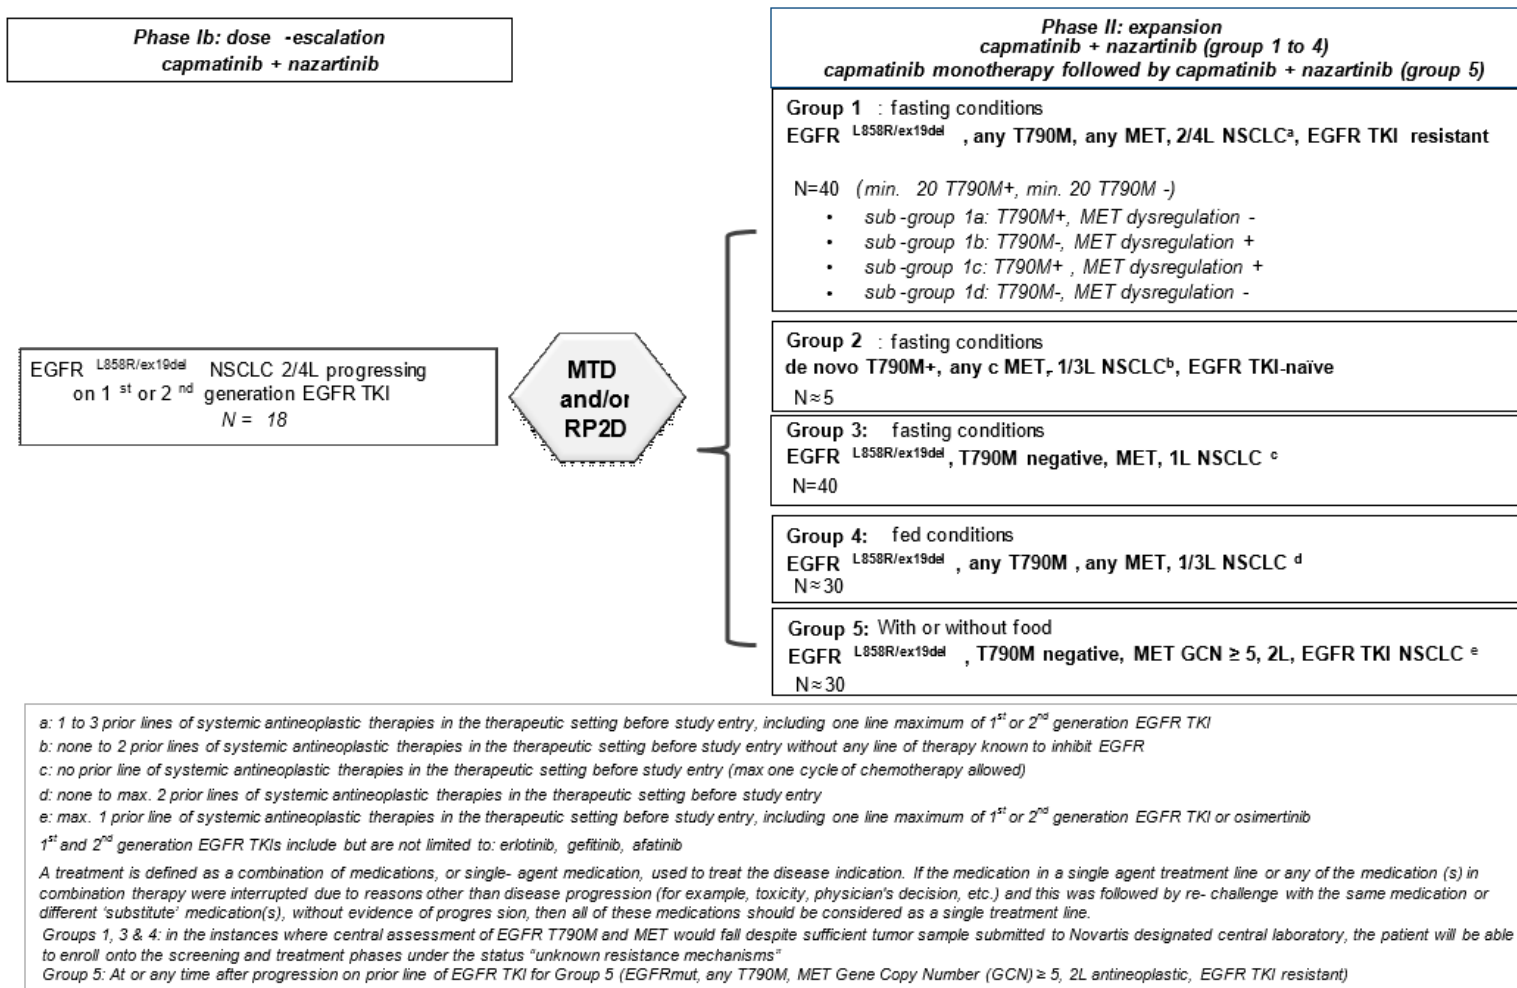 Phase Ib: dose -escalation
capmatinib + nazartinib
EGFR L858R/ex19del NSCLC 2/4L progressing
on 1 st or 2 nd generation EGFR TKI
N = 18
MTD
and/or
RP2D
Phase II: expansion
capmatinib + nazartinib (group 1 to 4)
capmatinib monotherapy followed by capmatinib + nazartinib (group 5)
Group 1 : fasting conditions
EGFR L858R/ex19del , any T790M, any MET, 2/4L NSCLCa, EGFR TKI resistant
N=40 (min. 20 T790M+, min. 20 T790M -)
• sub -group 1a: T790M+, MET dysregulation -
• sub -group 1b: T790M-, MET dysregulation +
• sub -group 1c: T790M+ , MET dysregulation +
• sub -group 1d: T790M-, MET dysregulation -
Group 2 : fasting conditions
de novo T790M+, any c MET, 1/3L NSCLCb, EGFR TKI-naïve
N≈5
Group 3: fasting conditions
EGFR L858R/ex19del , T790M negative, MET, 1L NSCLC c
N=40
Group 4: fed conditions
EGFR L858R/ex19del , any T790M , any MET, 1/3L NSCLC d
N≈30
Group 5: With or without food
EGFR L858R/ex19del , T790M negative, MET GCN ≥ 5, 2L, EGFR TKI NSCLC e
N≈30
a: 1 to 3 prior lines of systemic antineoplastic therapies in the therapeutic setting before study entry, including one line maximum of 1st or 2nd generation EGFR TKI
b: none to 2 prior lines of systemic antineoplastic therapies in the therapeutic setting before study entry without any line of therapy known to inhibit EGFR
c: no prior line of systemic antineoplastic therapies in the therapeutic setting before study entry (max one cycle of chemotherapy allowed)
d: none to max. 2 prior lines of systemic antineoplastic therapies in the therapeutic setting before study entry
e: max. 1 prior line of systemic antineoplastic therapies in the therapeutic setting before study entry, including one line maximum of 1st or 2nd generation EGFR TKI or osimertinib
1st and 2nd generation EGFR TKIs include but are not limited to: erlotinib, gefitinib, afatinib
A treatment is defined as a combination of medications, or single- agent medication, used to treat the disease indication. If the medication in a single agent treatment line or any of the medication (s) in
combination therapy were interrupted due to reasons other than disease progression (for example, toxicity, physician's decision, etc.) and this was followed by re- challenge with the same medication or
different 'substitute' medication(s), without evidence of progres sion, then all of these medications should be considered as a single treatment line.
Groups 1, 3 & 4: in the instances where central assessment of EGFR T790M and MET would fall despite sufficient tumor sample submitted to Novartis designated central laboratory, the patient will be able
to enroll onto the screening and treatment phases under the status "unknown resistance mechanisms"
Group 5: At or any time after progression on prior line of EGFR TKI for Group 5 (EGFRmut, any T790M, MET Gene Copy Number (GCN) ≥ 5, 2L antineoplastic, EGFR TKI resistant)